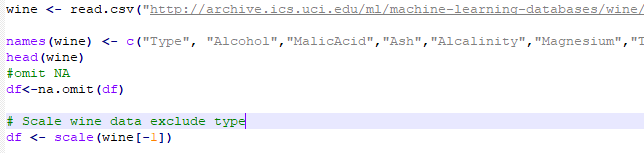 wine <- read.csv("http://archive.ics.uci.edu/ml/machine-learning-databases/wine/
names(wine) <- c("Type", "Alcohol","MalicAcid","Ash","Alcalinity","Magnesium","T
head(wine)
#omit NA
df<-na.omit(df)
# Scale wine data exclude type
df <- scale(wine[-1])